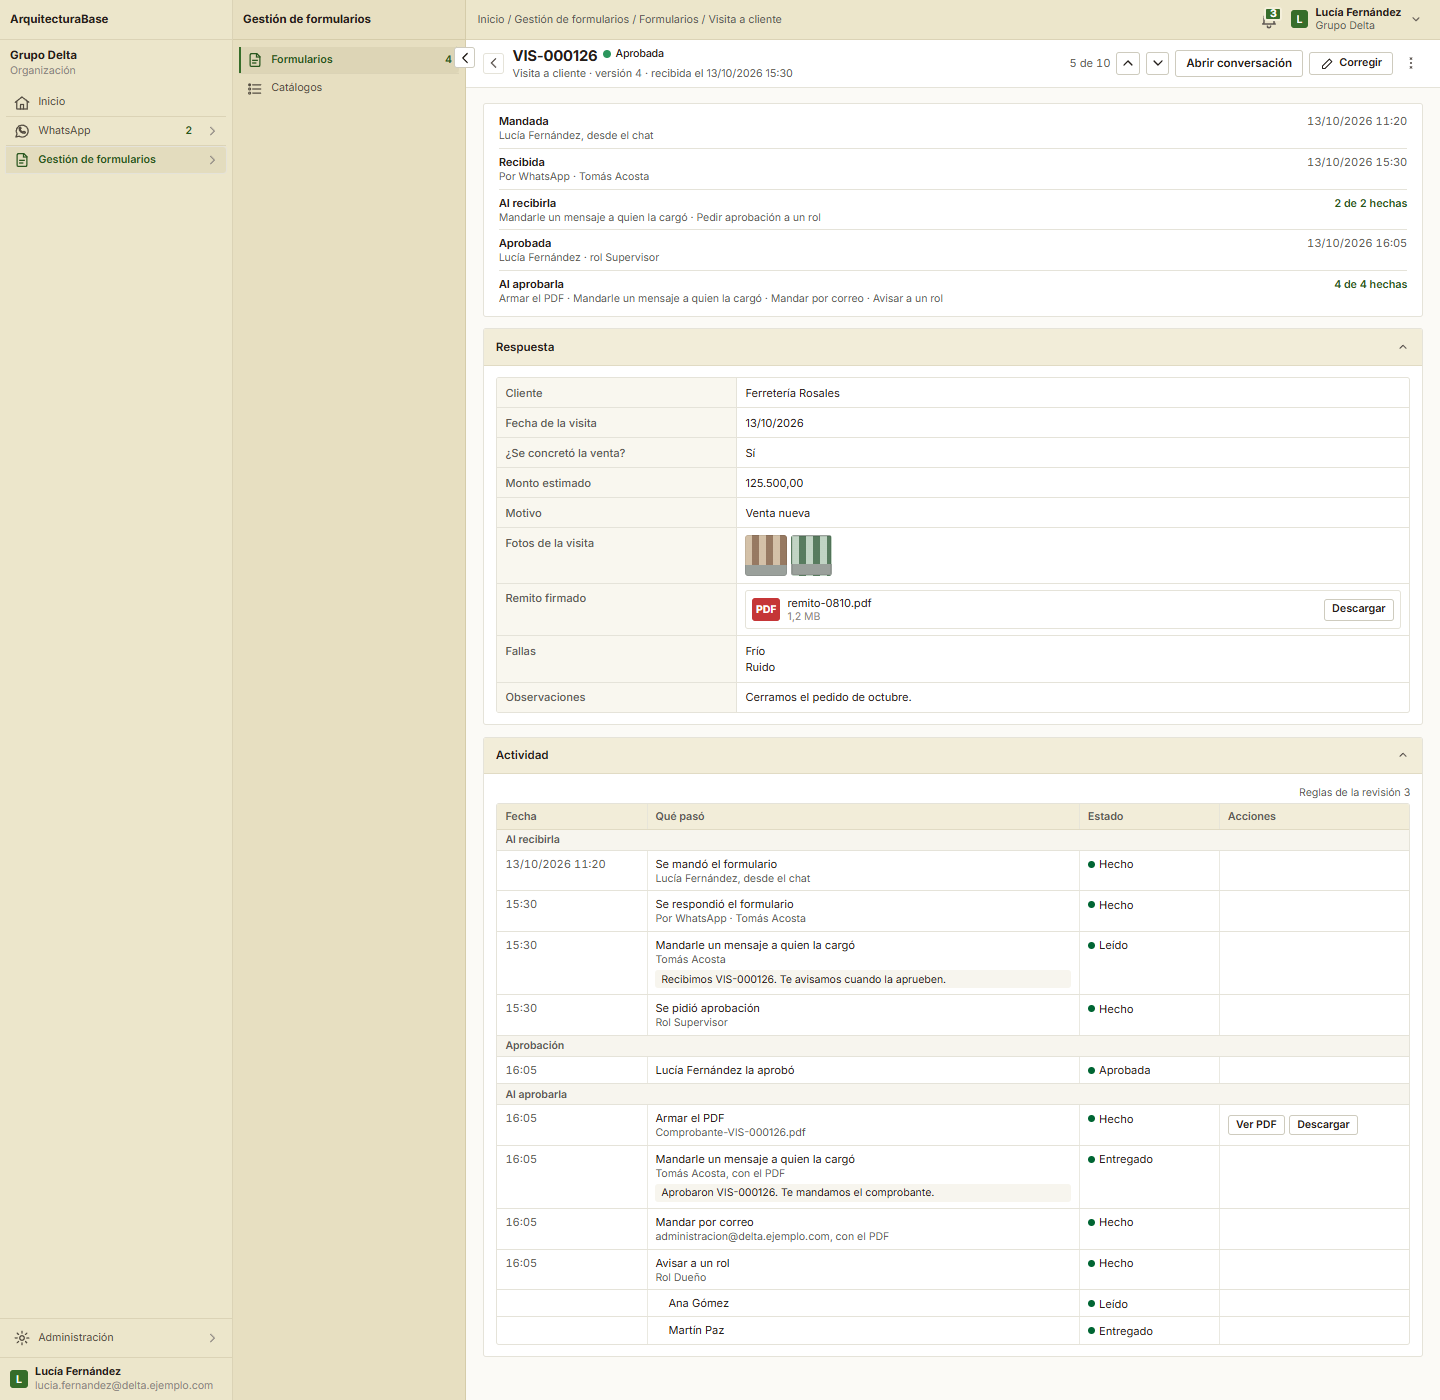 ArquitecturaBase
Grupo Delta
Organización
Inicio
WhatsApp 2
Gestión de formularios
Administración
L Lucía Fernández
lucia.fernandez@delta.ejemplo.com
Gestión de formularios
Formularios 4
Catálogos
Inicio / Gestión de formularios / Formularios / Visita a cliente
3
L Lucía Fernández
Grupo Delta
VIS-000126 Aprobada
Visita a cliente · versión 4 · recibida el 13/10/2026 15:30
5 de 10
Abrir conversación
Corregir
Mandada 13/10/2026 11:20
Lucía Fernández, desde el chat
Recibida 13/10/2026 15:30
Por WhatsApp · Tomás Acosta
Al recibirla 2 de 2 hechas
Mandarle un mensaje a quien la cargó · Pedir aprobación a un rol
Aprobada 13/10/2026 16:05
Lucía Fernández · rol Supervisor
Al aprobarla 4 de 4 hechas
Armar el PDF · Mandarle un mensaje a quien la cargó · Mandar por correo · Avisar a un rol
Respuesta
Cliente Ferretería Rosales
Fecha de la visita 13/10/2026
¿Se concretó la venta? Sí
Monto estimado 125.500,00
Motivo Venta nueva
Fotos de la visita
Remito firmado PDF remito-0810.pdf Descargar
1,2 MB
Fallas Frío
Ruido
Observaciones Cerramos el pedido de octubre.
Actividad
Reglas de la revisión 3
Fecha Qué pasó Estado Acciones
Al recibirla
13/10/2026 11:20 Se mandó el formulario Hecho
Lucía Fernández, desde el chat
15:30 Se respondió el formulario Hecho
Por WhatsApp · Tomás Acosta
15:30 Mandarle un mensaje a quien la cargó Leído
Tomás Acosta
Recibimos VIS-000126. Te avisamos cuando la aprueben.
15:30 Se pidió aprobación Hecho
Rol Supervisor
Aprobación
16:05 Lucía Fernández la aprobó Aprobada
Al aprobarla
16:05 Armar el PDF Hecho Ver PDF Descargar
Comprobante-VIS-000126.pdf
16:05 Mandarle un mensaje a quien la cargó Entregado
Tomás Acosta, con el PDF
Aprobaron VIS-000126. Te mandamos el comprobante.
16:05 Mandar por correo Hecho
administracion@delta.ejemplo.com, con el PDF
16:05 Avisar a un rol Hecho
Rol Dueño
Ana Gómez Leído
Martín Paz Entregado